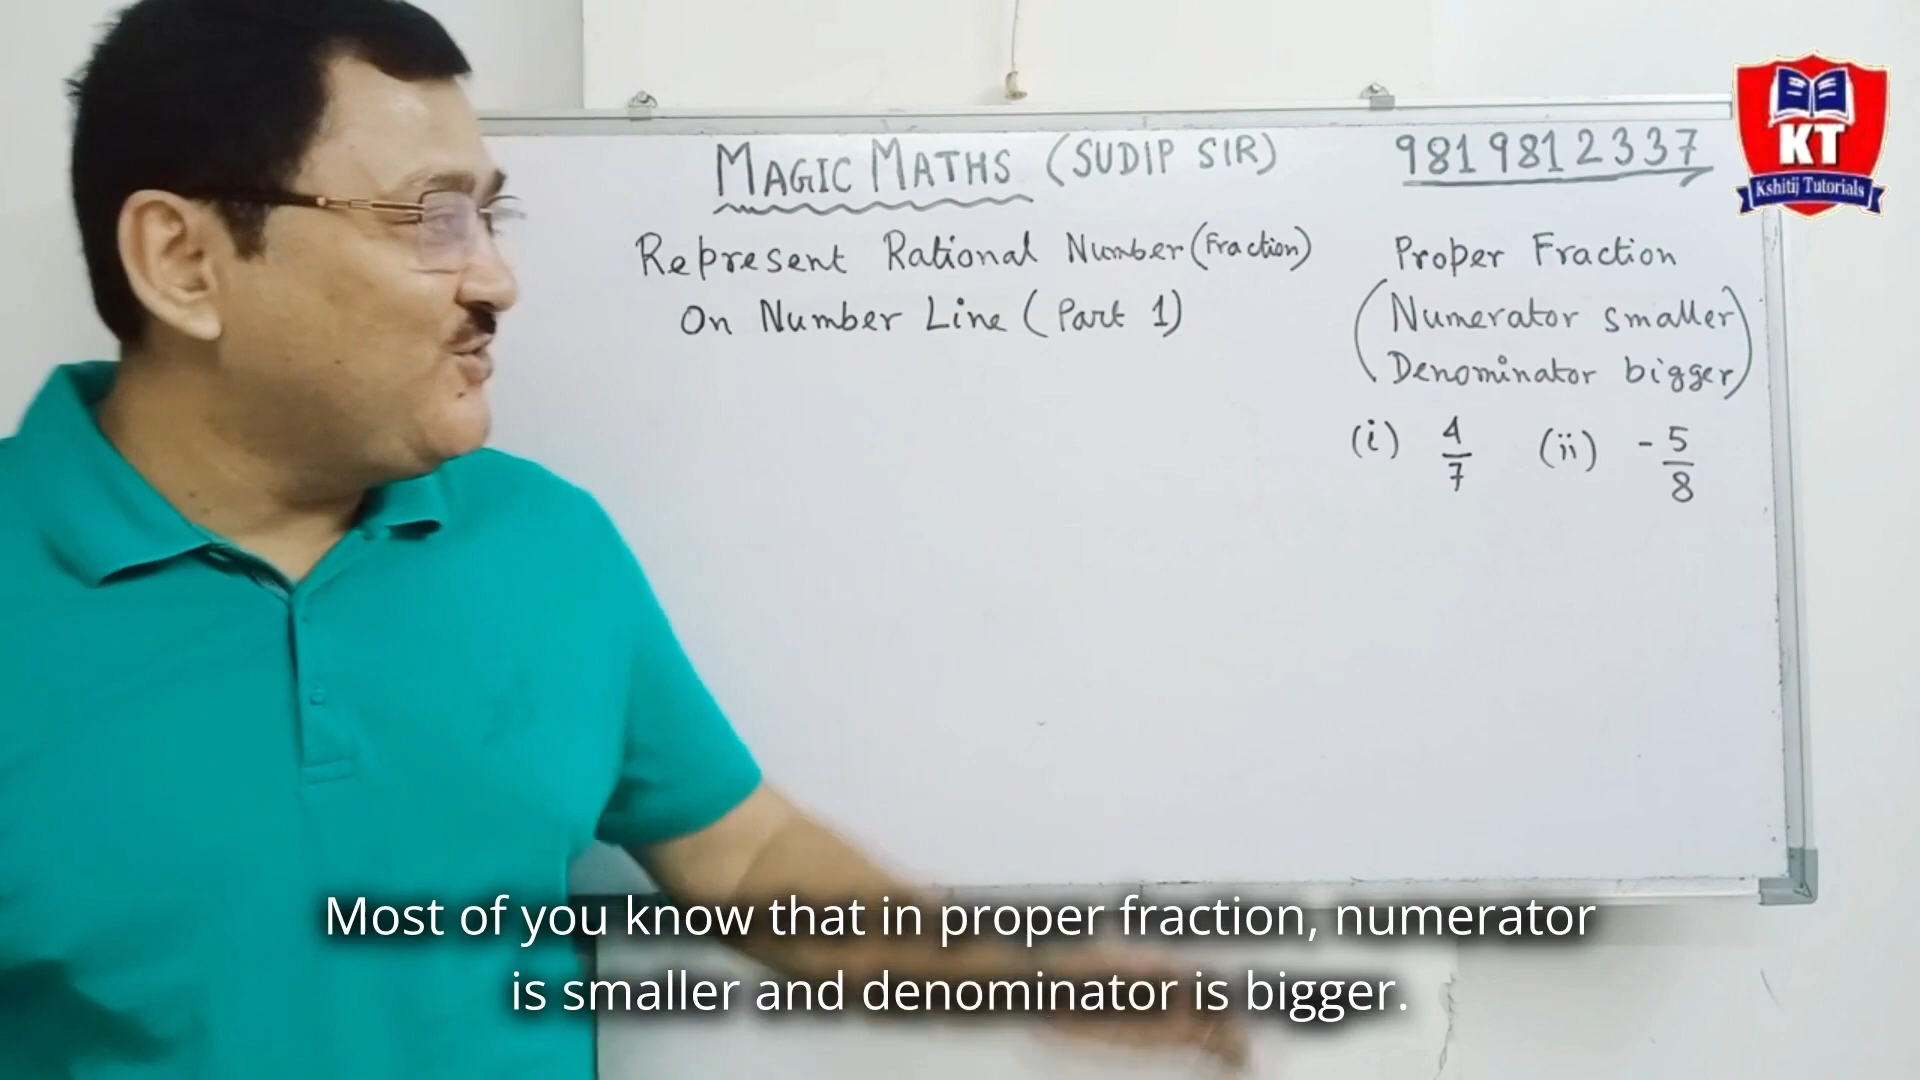 MAGIC MATHS (SUDIP SIR) 9819812337
KT
Kshitij Tutorials
Represent Rational Number (Fraction)
On Number Line (Part 1)
Proper Fraction
(Numerator smaller
Denominator bigger)
(i) 4/7 (ii) -5/8
Most of you know that in proper fraction, numerator
is smaller and denominator is bigger.